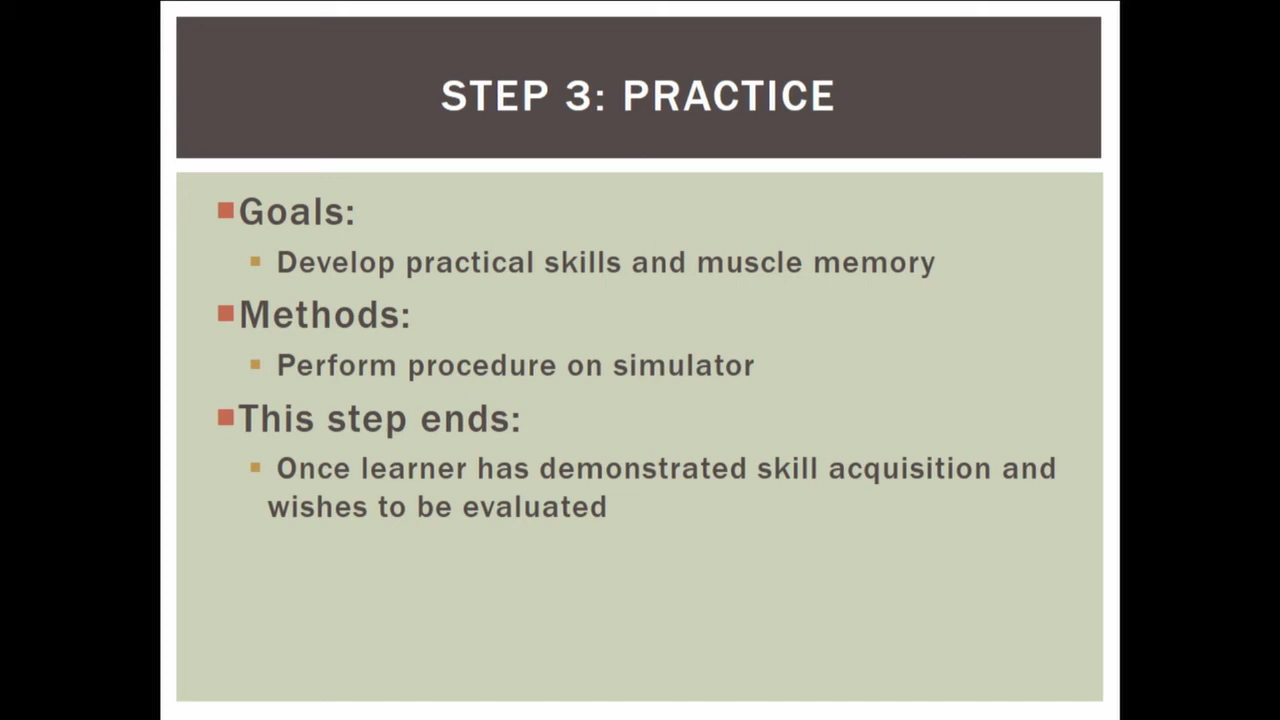 STEP 3: PRACTICE
Goals:
Develop practical skills and muscle memory
Methods:
Perform procedure on simulator
This step ends:
Once learner has demonstrated skill acquisition and
wishes to be evaluated